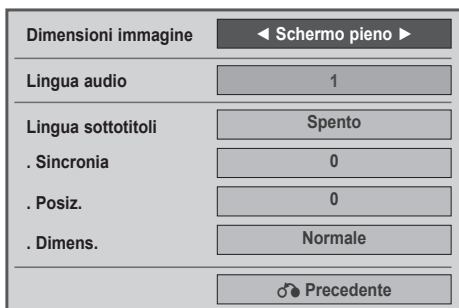 Dimensioni immagine ◄ Schermo pieno ►
Lingua audio 1
Lingua sottotitoli Spento
. Sincronia 0
. Posiz. 0
. Dimens. Normale
Precedente